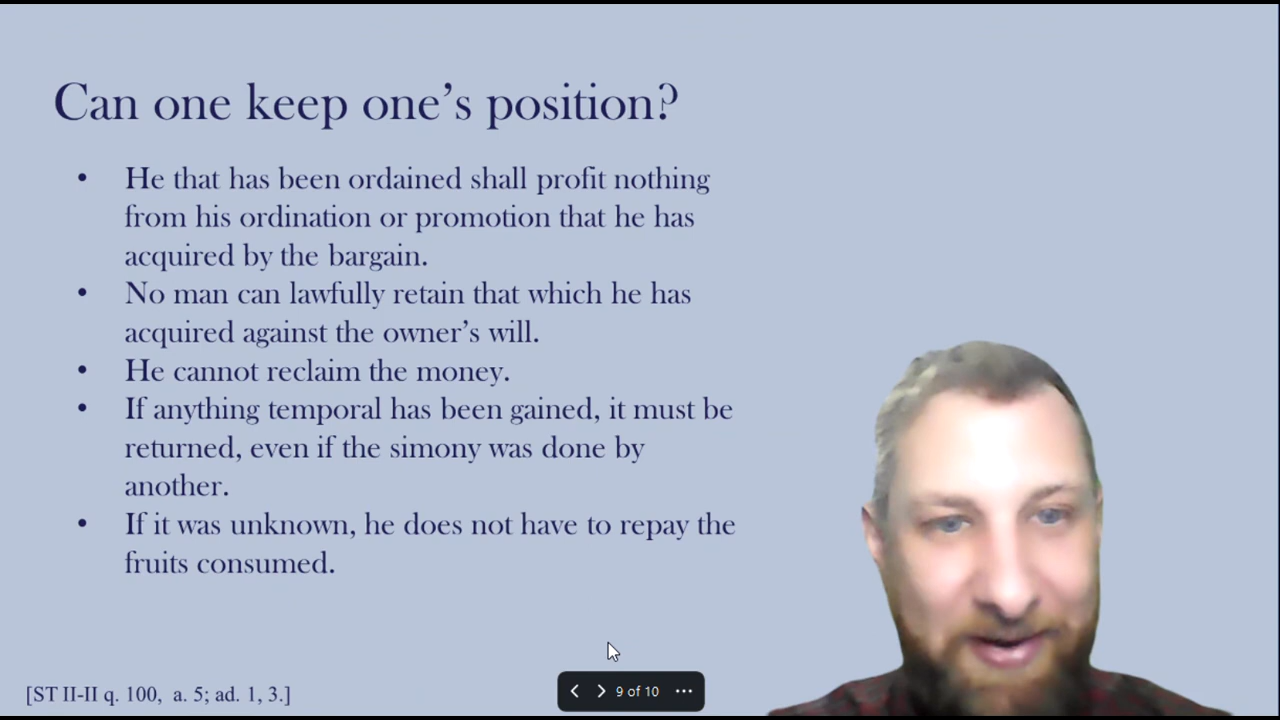 Can one keep one’s position?
• He that has been ordained shall profit nothing
from his ordination or promotion that he has
acquired by the bargain.
• No man can lawfully retain that which he has
acquired against the owner’s will.
• He cannot reclaim the money.
• If anything temporal has been gained, it must be
returned, even if the simony was done by
another.
• If it was unknown, he does not have to repay the
fruits consumed.
9 of 10
[ST II-II q. 100, a. 5; ad. 1, 3.]